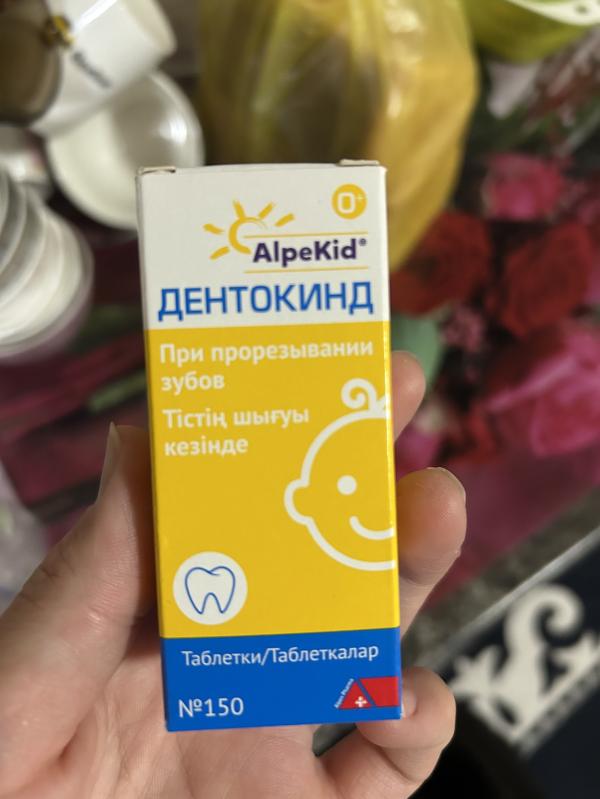 0+
AlpeKid®
ДЕНТОКИНД
При прорезывании
зубов
Тістің шығуы
кезінде
Таблетки/Таблеткалар
№150